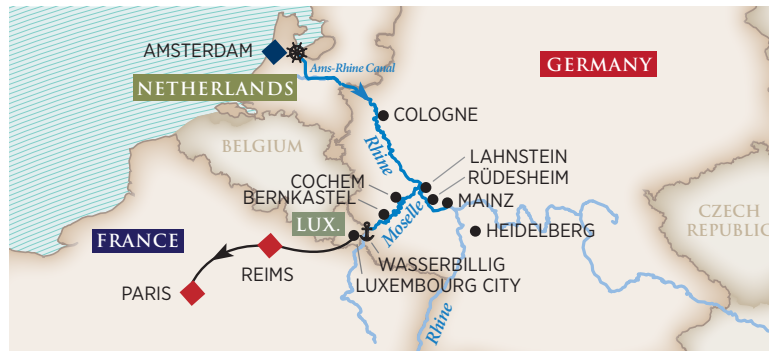 AMSTERDAM
Ams-Rhine Canal
GERMANY
NETHERLANDS
COLOGNE
BELGIUM
Rhine
LAHNSTEIN
RÜDESHEIM
COCHEM
BERNKASTEL
MAINZ
Moselle
CZECH
REPUBLIC
LUX.
HEIDELBERG
FRANCE
REIMS
WASSERBILLIG
LUXEMBOURG CITY
PARIS
Rhine